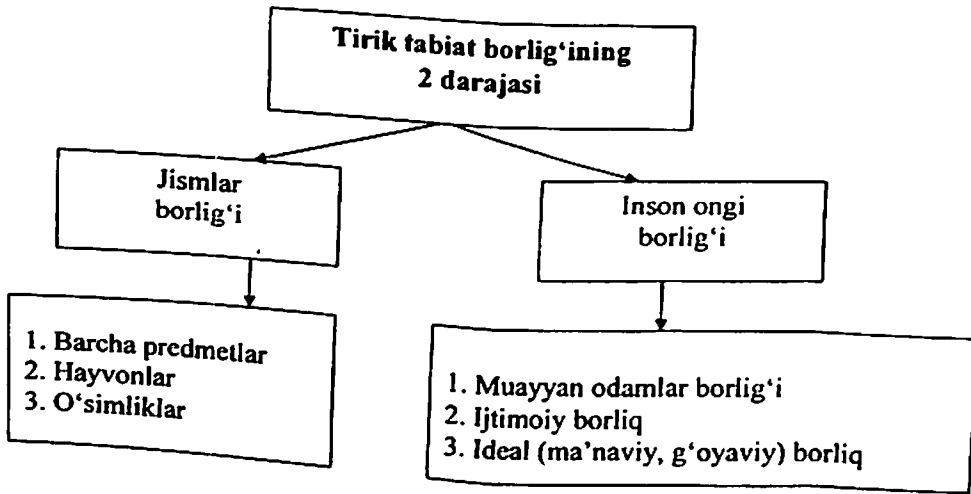 Tirik tabiat borlig‘ining
2 darajasi
Jismlar
borlig‘i
Inson ongi
borlig‘i
1. Barcha predmetlar
2. Hayvonlar
3. O‘simliklar
1. Muayyan odamlar borlig‘i
2. Ijtimoiy borliq
3. Ideal (ma’naviy, g‘oyaviy) borliq